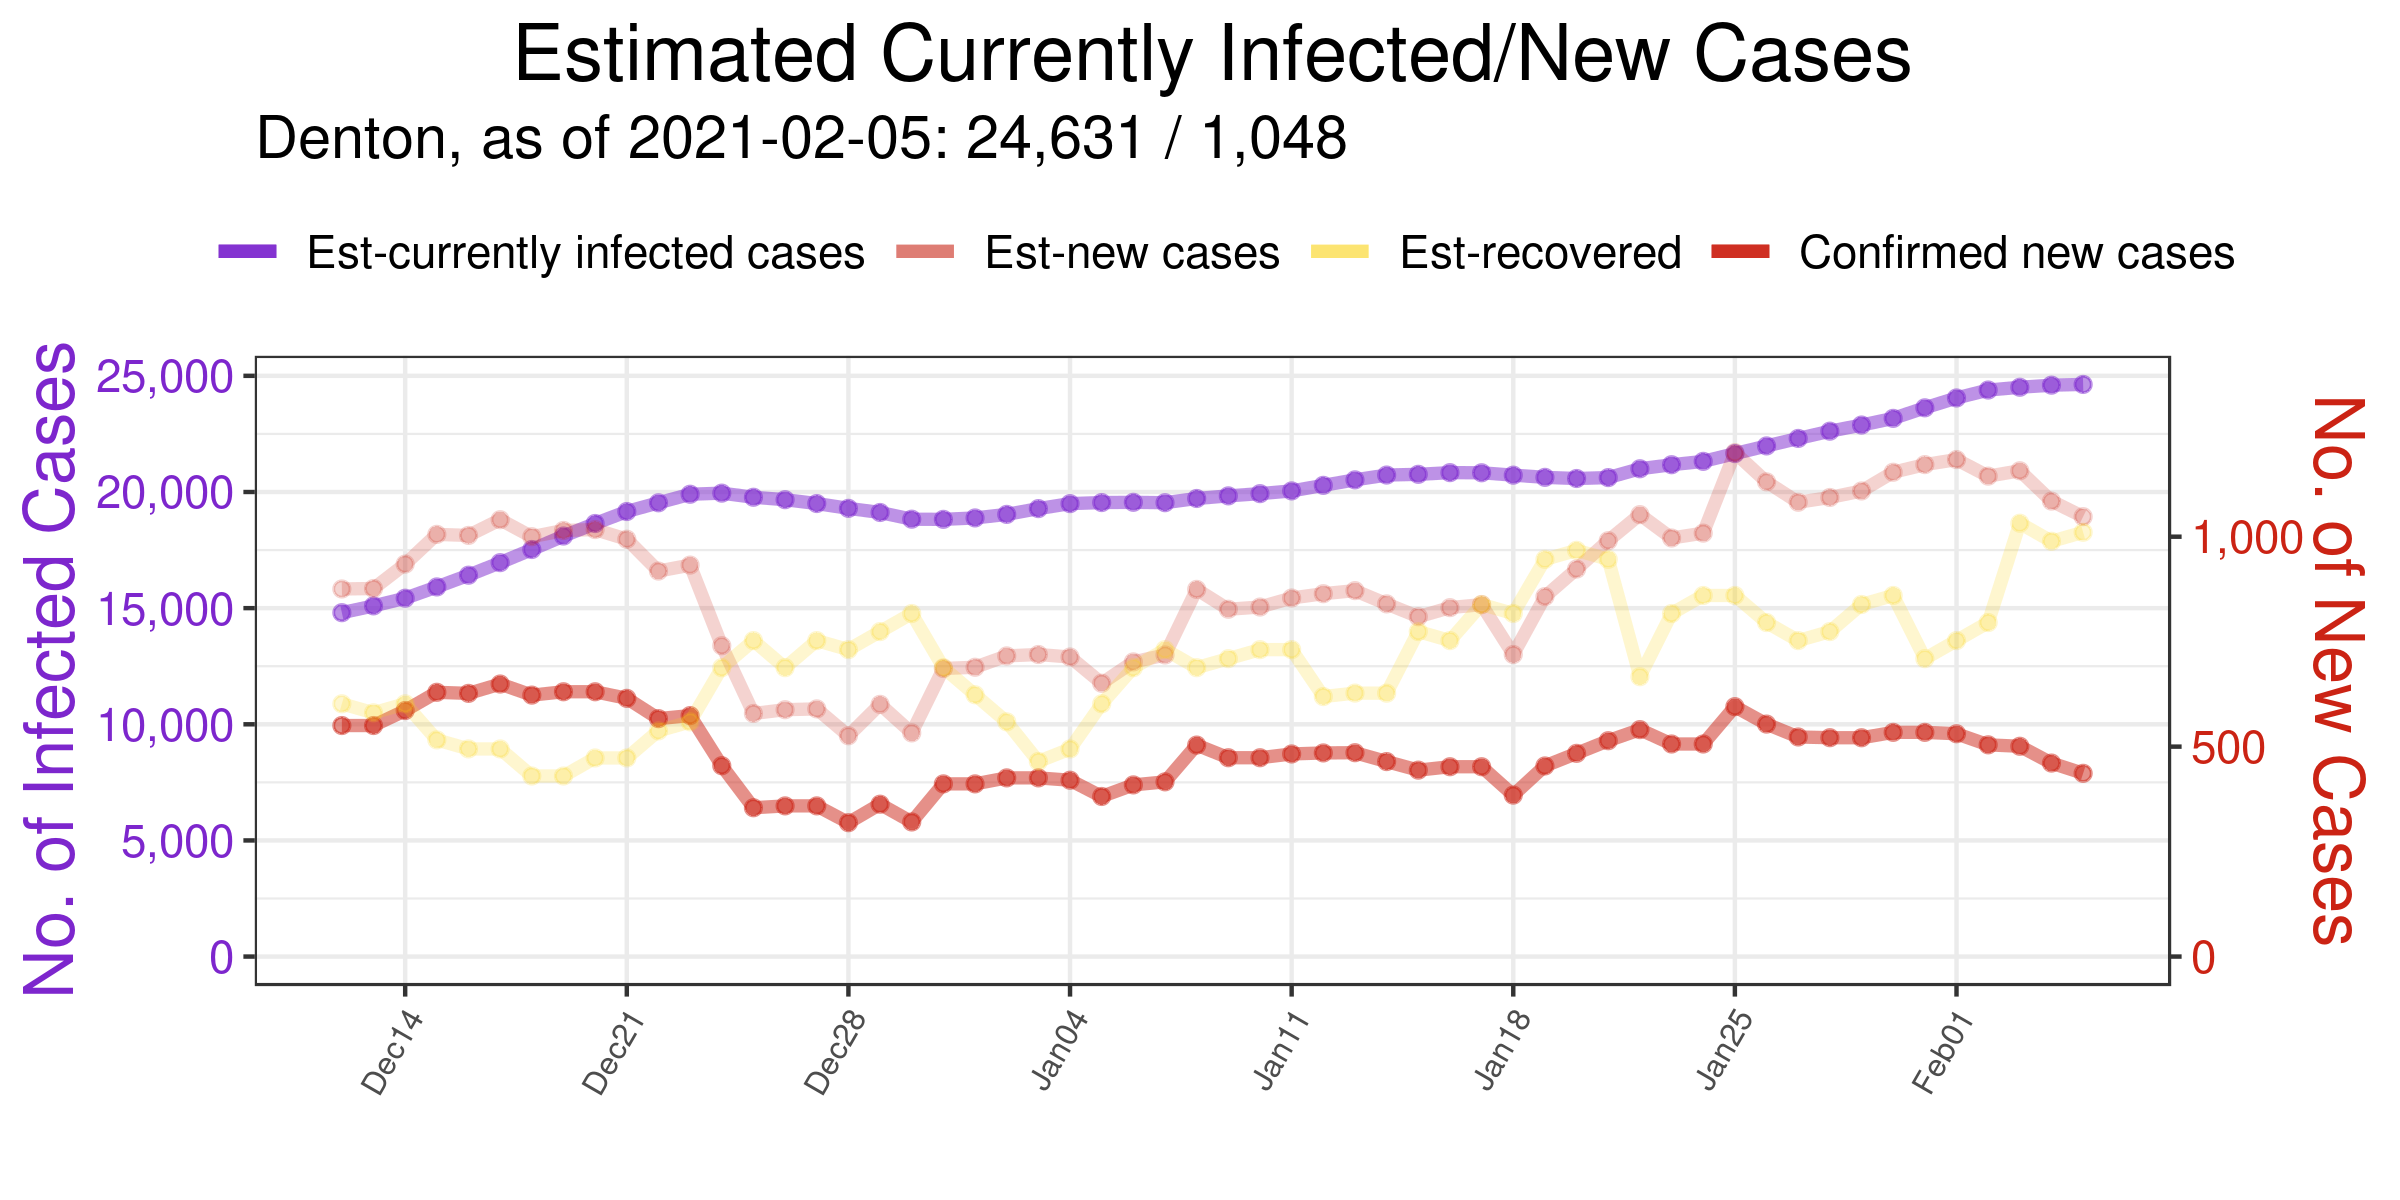 Estimated Currently Infected/New Cases
Denton, as of 2021-02-05: 24,631 / 1,048
Est-currently infected cases Est-new cases Est-recovered Confirmed new cases
No. of Infected Cases
25,000
20,000
15,000
10,000
5,000
0
1,000
500
0
No. of New Cases
Dec14 Dec21 Dec28 Jan04 Jan11 Jan18 Jan25 Feb01